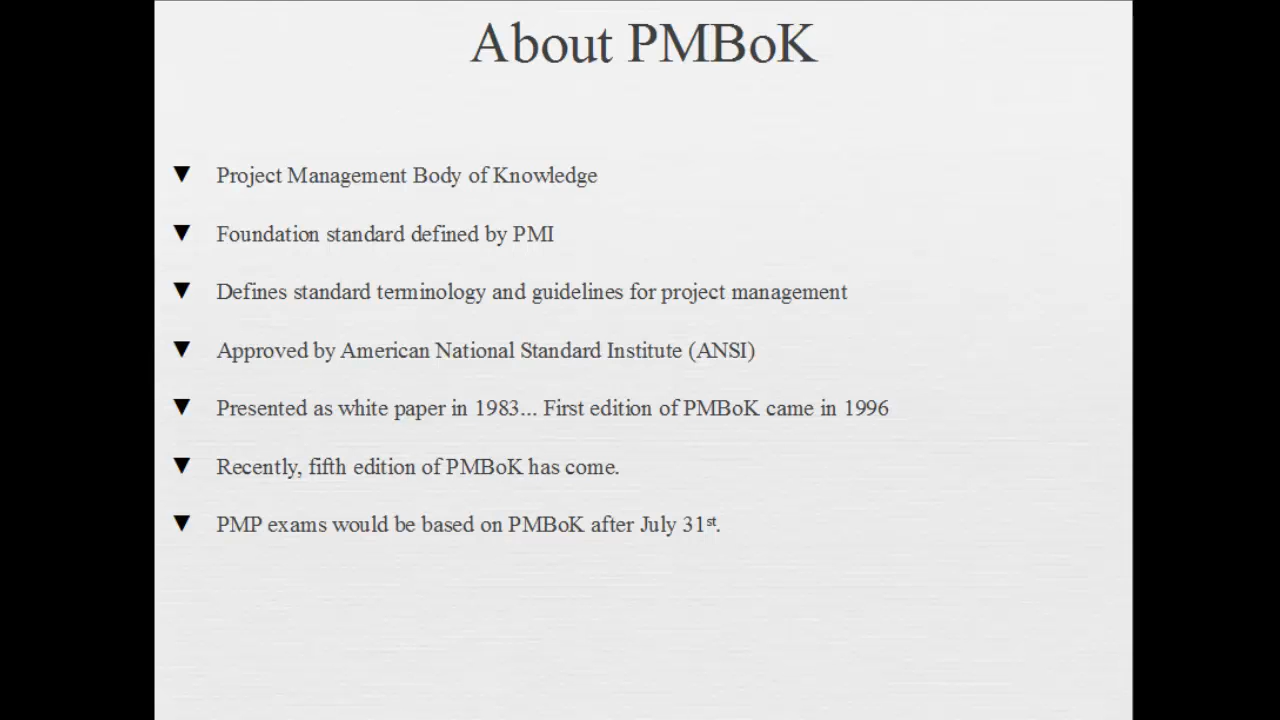 About PMBoK
▼ Project Management Body of Knowledge
▼ Foundation standard defined by PMI
▼ Defines standard terminology and guidelines for project management
▼ Approved by American National Standard Institute (ANSI)
▼ Presented as white paper in 1983... First edition of PMBoK came in 1996
▼ Recently, fifth edition of PMBoK has come.
▼ PMP exams would be based on PMBoK after July 31st.